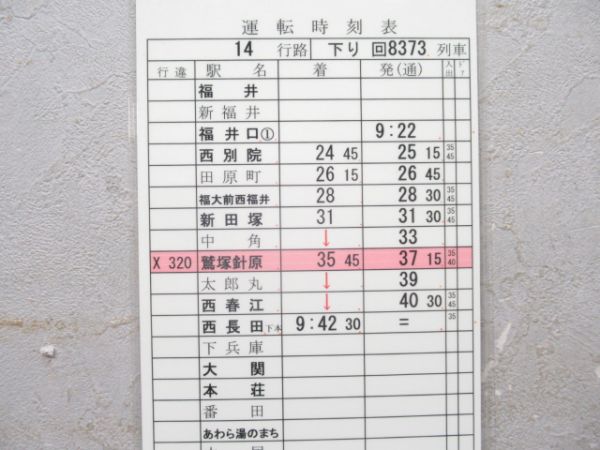 運転時刻表
14 行路 下り 回8373 列車
行違 駅名 着 発(通) 入出
福井
新福井
福井口① 9:22
西別院 24 45 25 15 35 45
田原町 26 15 26 45
福大前西福井 28 28 30 35 45
新田塚 31 31 30 35 45
中角 ↓ 33
X 320 鷲塚針原 35 45 37 15 35 40
太郎丸 ↓ 39
西春江 ↓ 40 30 35 45
西長田下本 9:42 30 = 35
下兵庫
大関
本荘
番田
あわら湯のまち